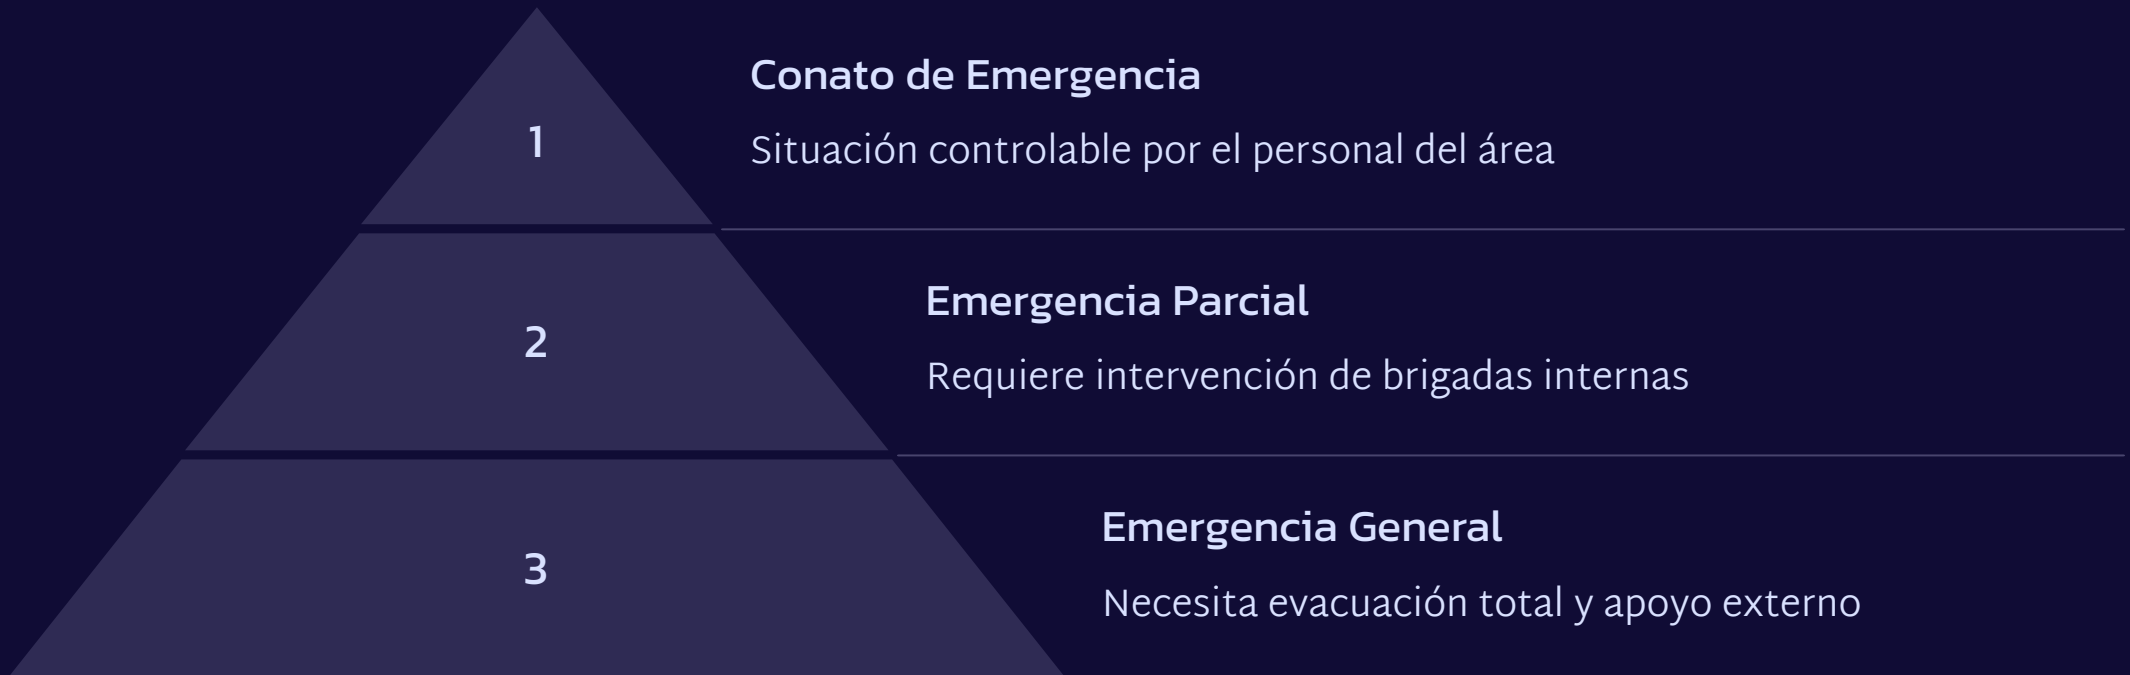 1
Conato de Emergencia
Situación controlable por el personal del área
2
Emergencia Parcial
Requiere intervención de brigadas internas
3
Emergencia General
Necesita evacuación total y apoyo externo